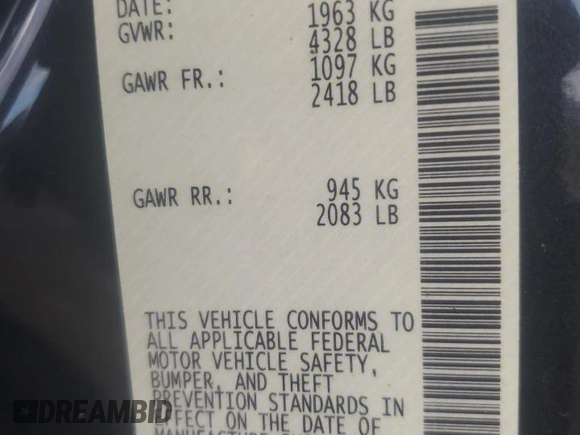 DATE: 1963 KG
GVWR: 4328 LB
GAWR FR.: 1097 KG
2418 LB
GAWR RR.: 945 KG
2083 LB
THIS VEHICLE CONFORMS TO
ALL APPLICABLE FEDERAL
MOTOR VEHICLE SAFETY,
BUMPER, AND THEFT
PREVENTION STANDARDS IN
EFFECT ON THE DATE OF
DREAMBID